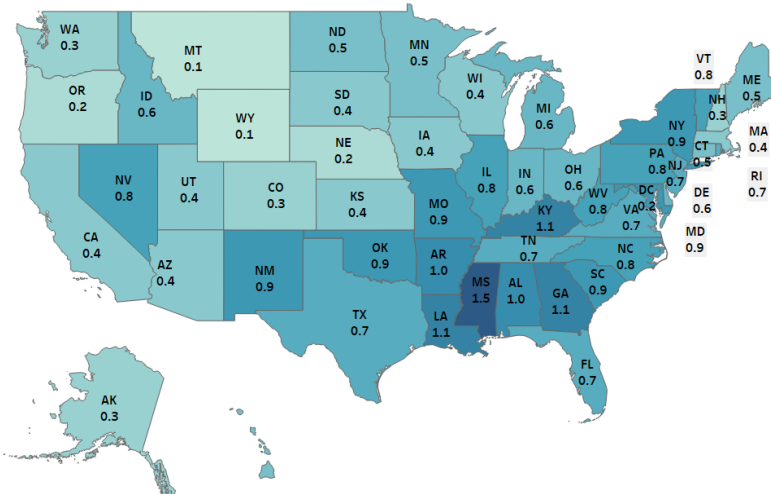 WA
0.3
MT
0.1
ND
0.5
MN
0.5
VT
0.8
ME
0.5
OR
0.2
ID
0.6
SD
0.4
WI
0.4
MI
0.6
NH
0.3
WY
0.1
NY
0.9
MA
0.4
NE
0.2
IA
0.4
CT
0.5
PA
0.8
NJ
0.7
RI
0.7
NV
0.8
UT
0.4
CO
0.3
KS
0.4
MO
0.9
IL
0.8
IN
0.6
OH
0.6
WV
0.8
DC
0.2
DE
0.6
VA
0.7
MD
0.9
KY
1.1
CA
0.4
AZ
0.4
NM
0.9
OK
0.9
AR
1.0
TN
0.7
NC
0.8
SC
0.9
MS
1.5
AL
1.0
GA
1.1
TX
0.7
LA
1.1
FL
0.7
AK
0.3